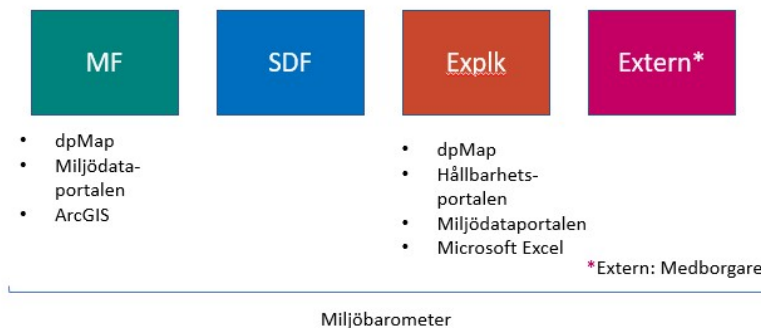 MF
SDF
Explk
Extern*
• dpMap
• Miljödata-
portalen
• ArcGIS
• dpMap
• Hållbarhets-
portalen
• Miljödataportalen
• Microsoft Excel
*Extern: Medborgare
Miljöbarometer